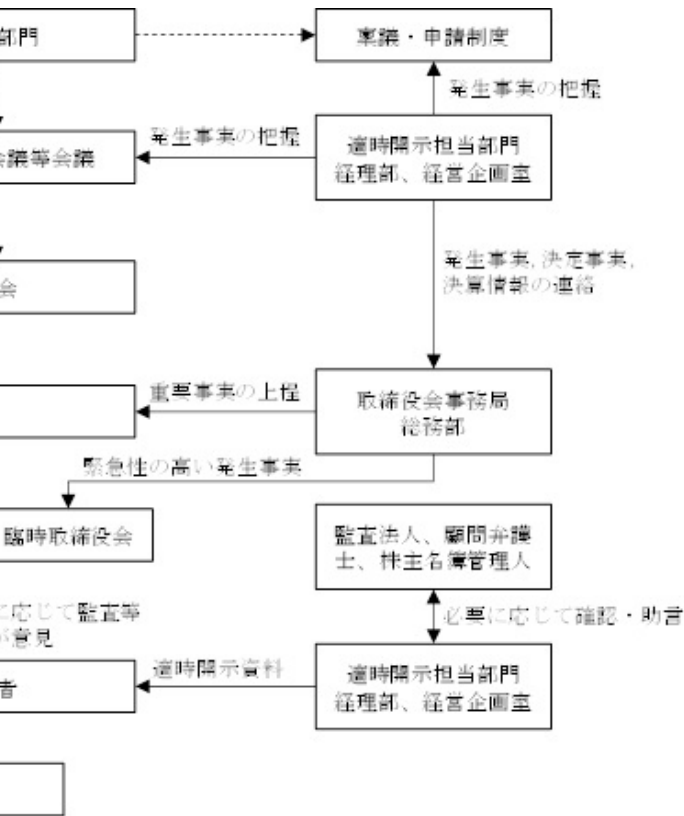 部門
稟議・申請制度
発生事実の把握
発生事実の把握
会議等会議
適時開示担当部門
経理部、経営企画室
発生事実, 決定事実,
決算情報の連絡
会
重要事実の上程
取締役会事務局
総務部
緊急性の高い発生事実
臨時取締役会
監査法人、顧問弁護
士、株主名簿管理人
に応じて監査等
が意見
必要に応じて確認・助言
者
適時開示資料
適時開示担当部門
経理部、経営企画室